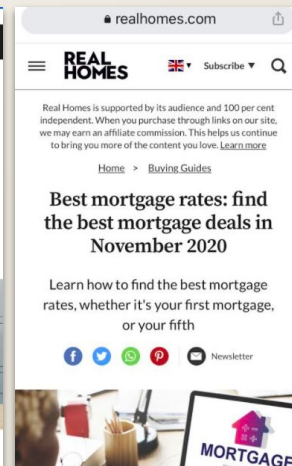 realhomes.com
REAL
HOMES
Subscribe
Real Homes is supported by its audience and 100 per cent
independent. When you purchase through links on our site,
we may earn an affiliate commission. This helps us continue
to bring you more of the content you love. Learn more
Home > Buying Guides
Best mortgage rates: find
the best mortgage deals in
November 2020
Learn how to find the best mortgage
rates, whether it's your first mortgage,
or your fifth
Newsletter
MORTGAGE